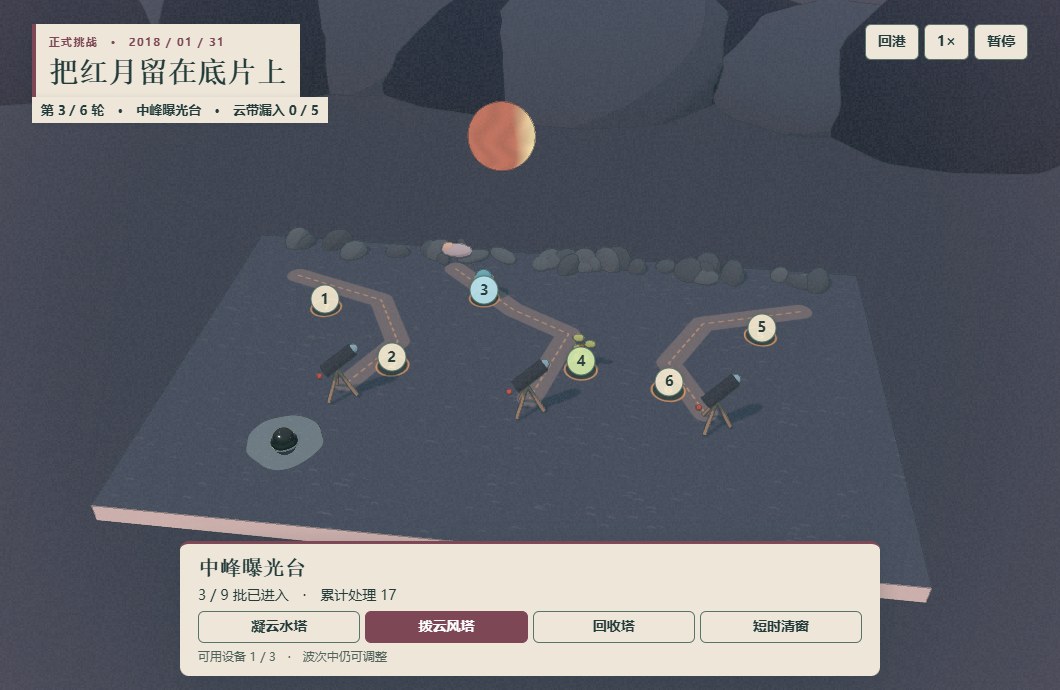 正式挑战 • 2018 / 01 / 31
把红月留在底片上
第 3 / 6 轮 • 中峰曝光台 • 云带漏入 0 / 5
回港
1×
暂停
1
2
3
4
5
6
中峰曝光台
3 / 9 批已进入 · 累计处理 17
凝云水塔
拨云风塔
回收塔
短时清窗
可用设备 1 / 3 · 波次中仍可调整